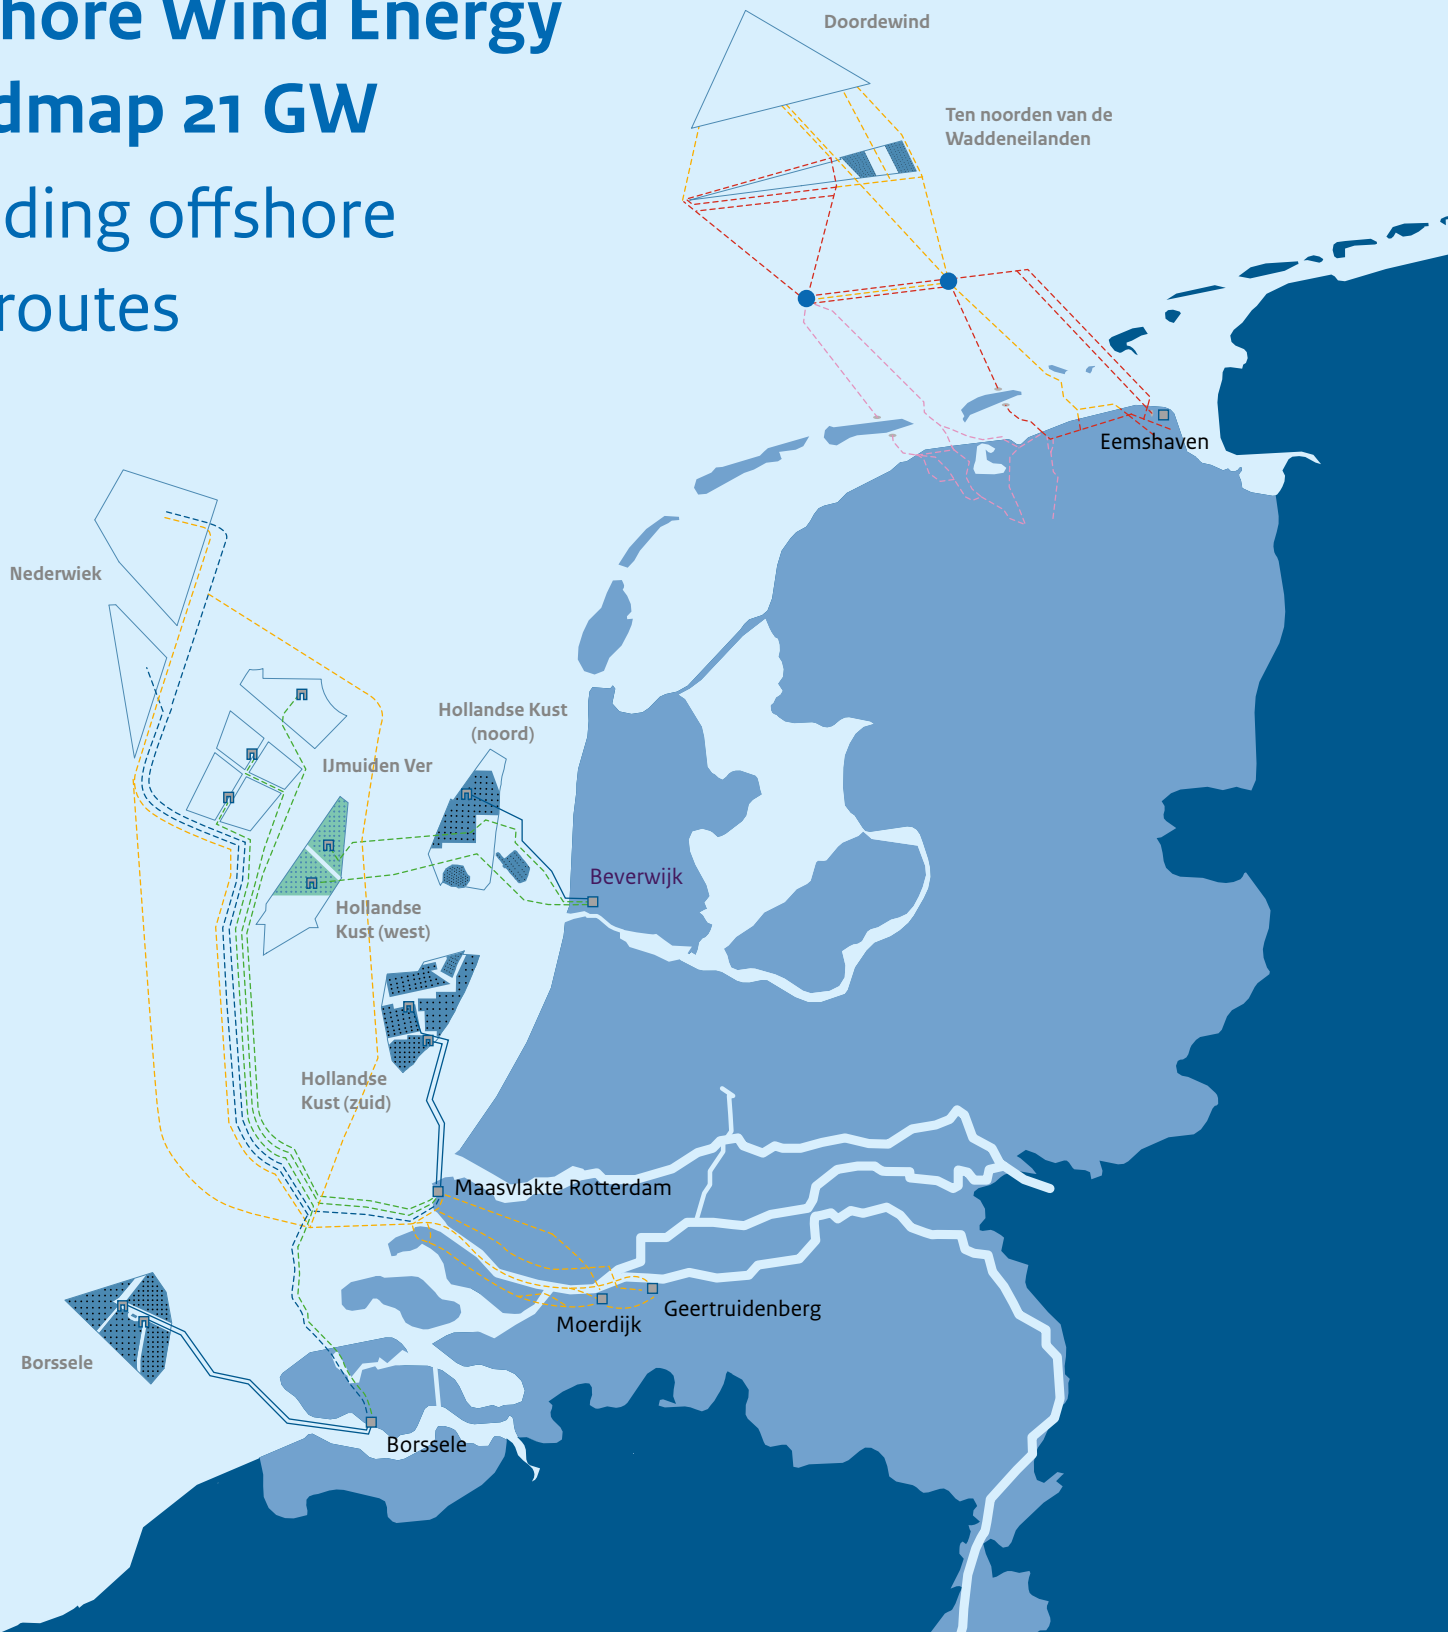 hore Wind Energy
dmap 21 GW
ding offshore
routes
Doordewind
Ten noorden van de
Waddeneilanden
Eemshaven
Nederwiek
Hollandse Kust
(noord)
IJmuiden Ver
Beverwijk
Hollandse
Kust (west)
Hollandse
Kust (zuid)
Maasvlakte Rotterdam
Geertruidenberg
Moerdijk
Borssele
Borssele